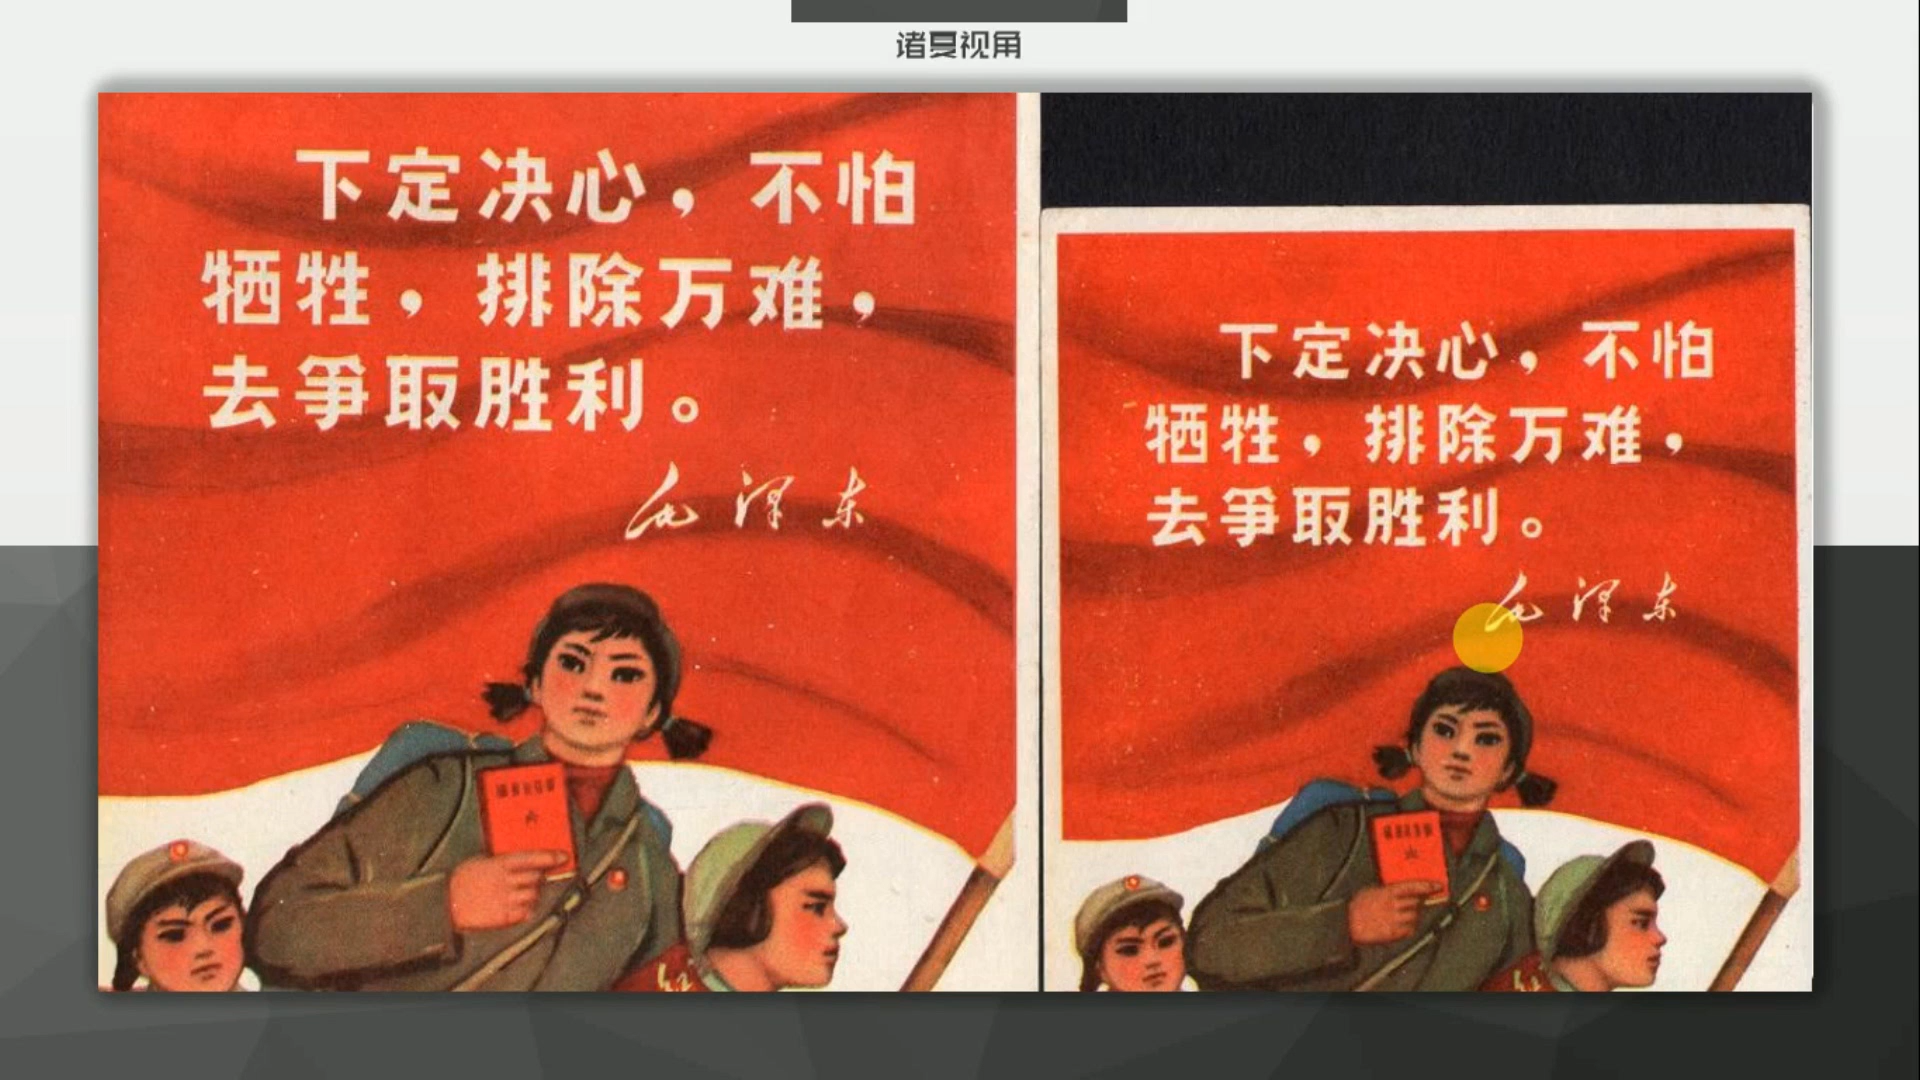 诸夏视角
下定决心，不怕
牺牲，排除万难，
去争取胜利。
毛泽东
下定决心，不怕
牺牲，排除万难，
去争取胜利。
毛泽东
红